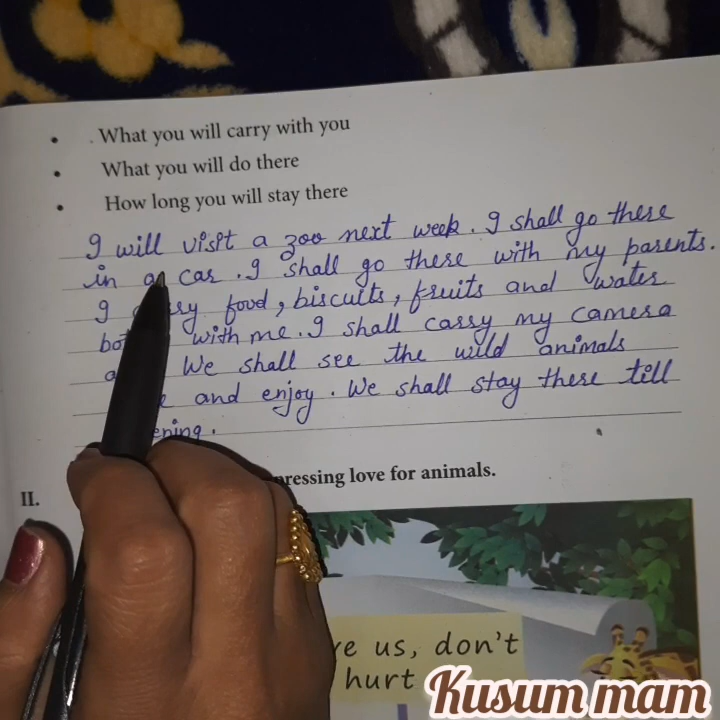 • . What you will carry with you
• What you will do there
• How long you will stay there
I will visit a zoo next week. I shall go there
in a car. I shall go there with my parents.
I food, biscuits, fruits and water
with me. I shall carry my camera
We shall see the wild animals
and enjoy. We shall stay there till
II. love for animals.
us, don't
hurt
Kusum mam